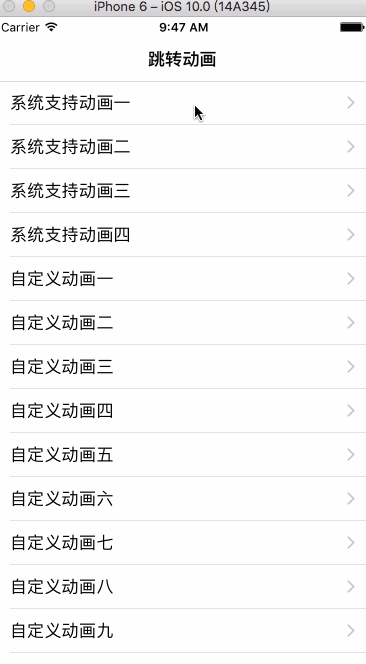 iPhone 6 – iOS 10.0 (14A345)
Carrier 9:47 AM
跳转动画
系统支持动画一
系统支持动画二
系统支持动画三
系统支持动画四
自定义动画一
自定义动画二
自定义动画三
自定义动画四
自定义动画五
自定义动画六
自定义动画七
自定义动画八
自定义动画九